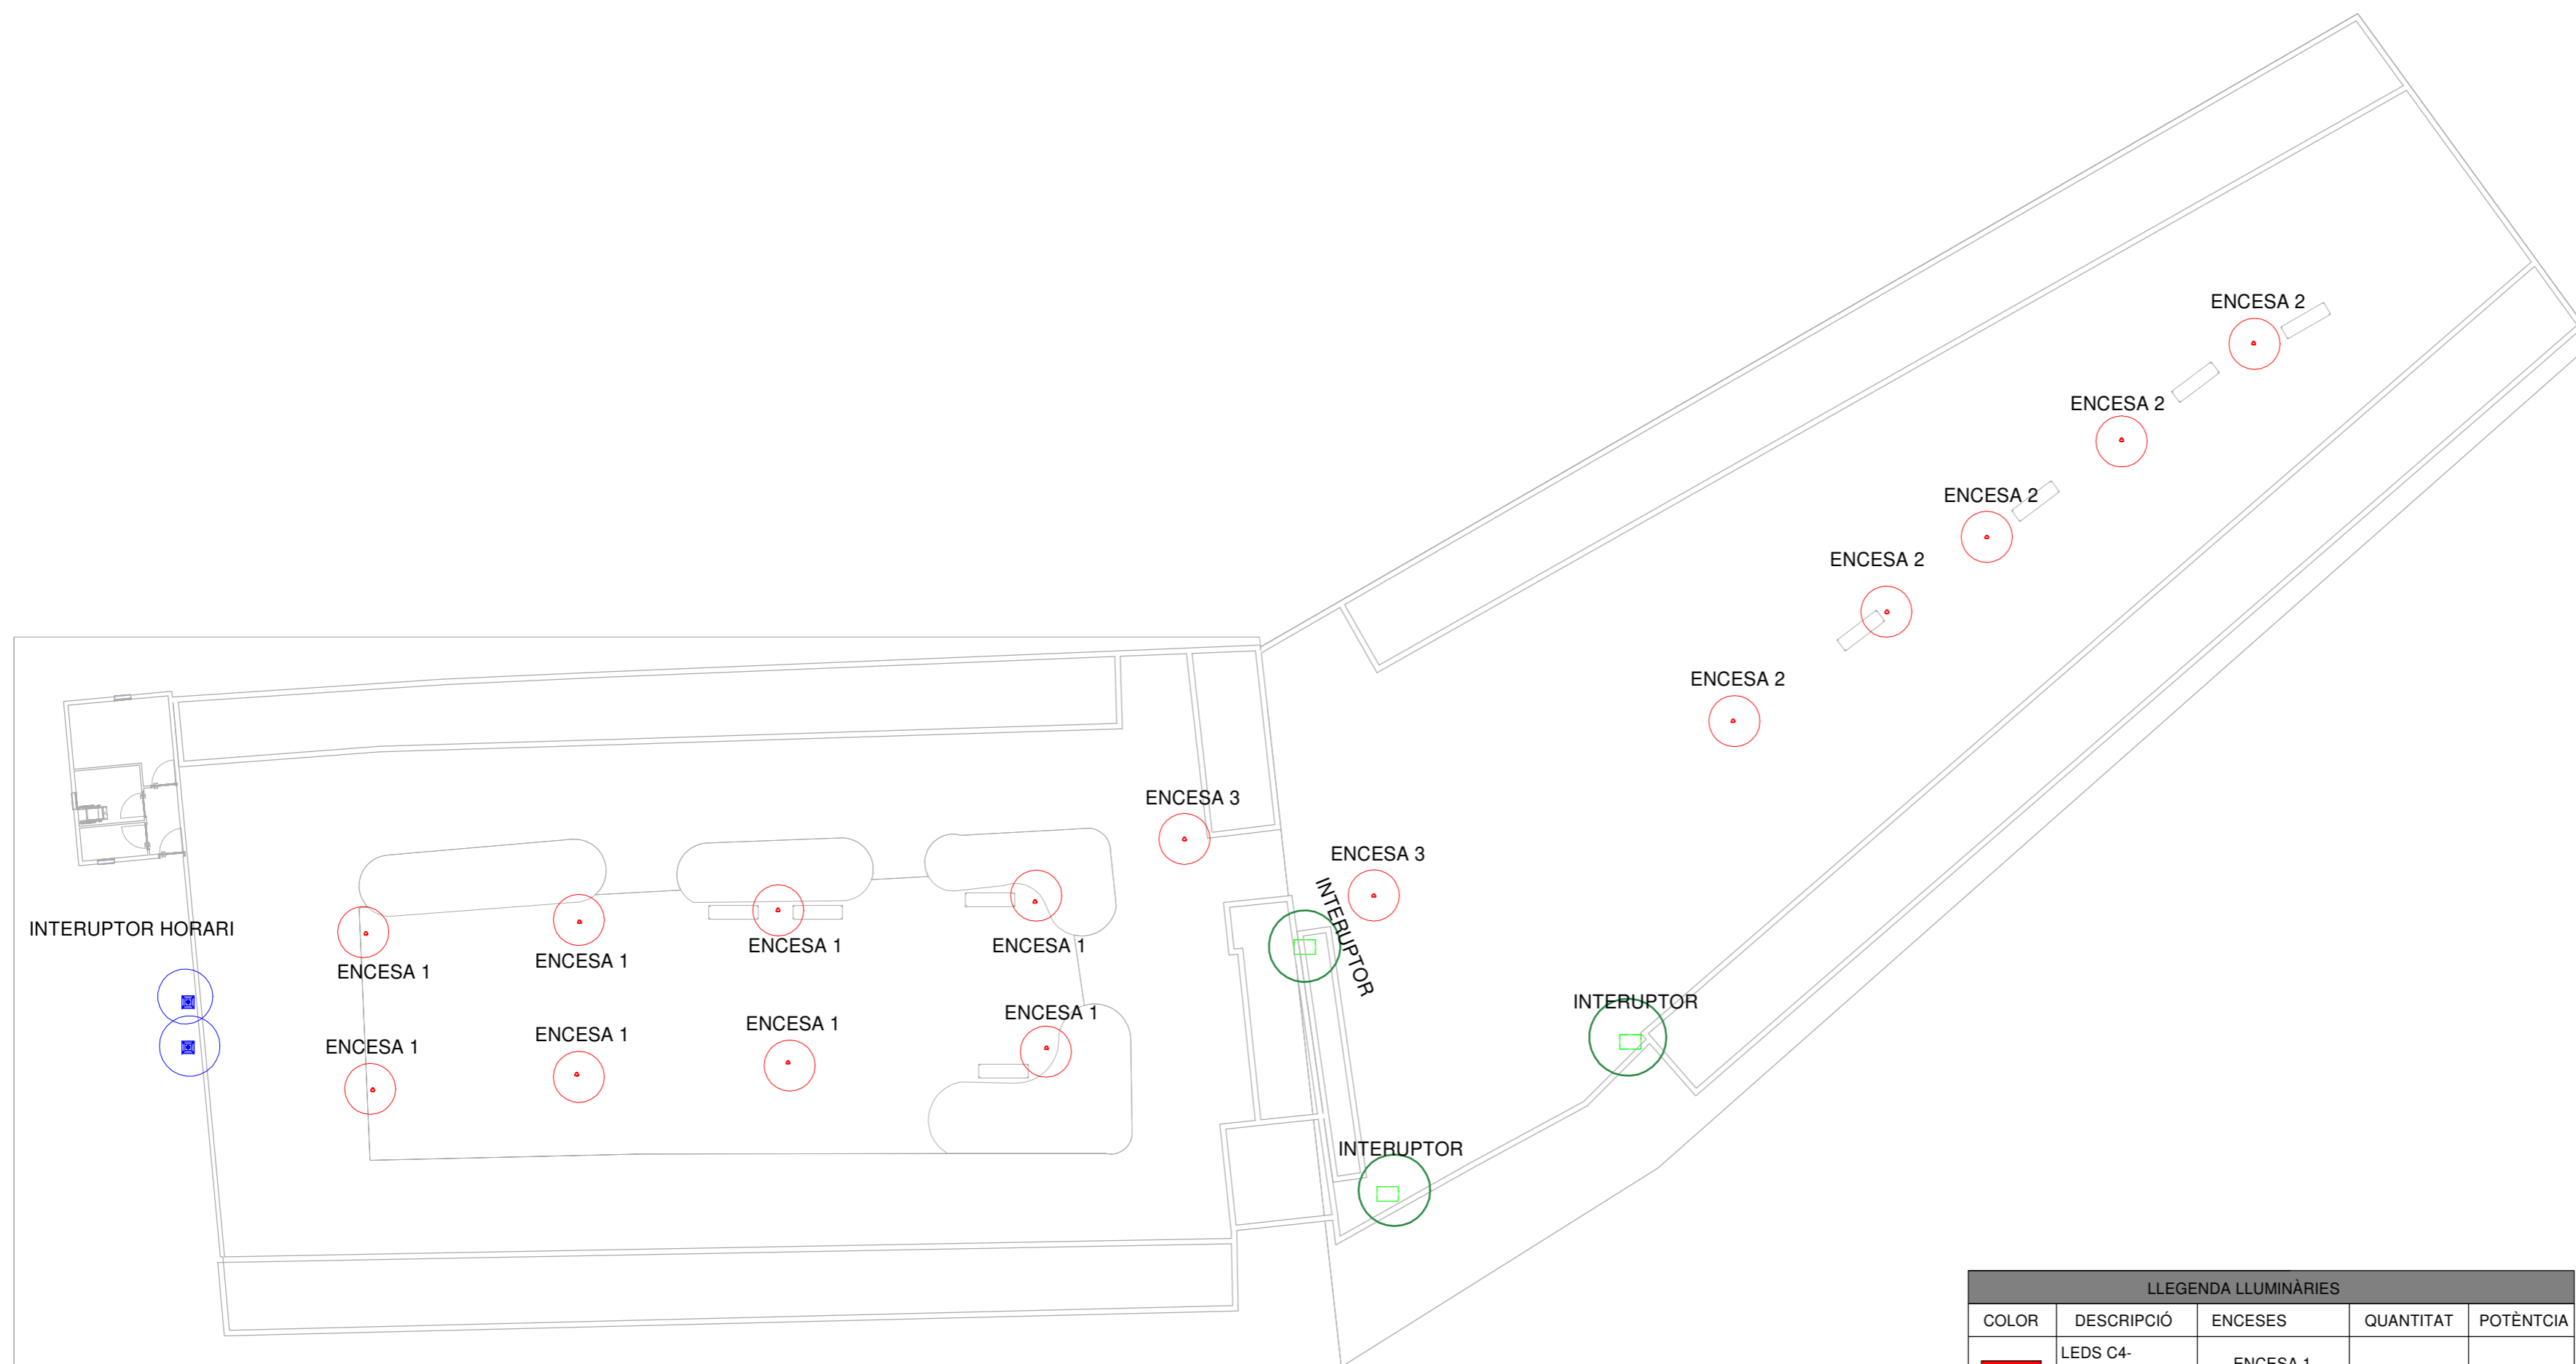 ENCESA 2
ENCESA 2
ENCESA 2
ENCESA 2
ENCESA 2
ENCESA 3
ENCESA 3
INTERUPTOR
INTERUPTOR HORARI
ENCESA 1
ENCESA 1
ENCESA 1
ENCESA 1
ENCESA 1
ENCESA 1
ENCESA 1
ENCESA 1
INTERUPTOR
INTERUPTOR
LLEGENDA LLUMINÀRIES
COLOR DESCRIPCIÓ ENCESES QUANTITAT POTÈNTCIA
LEDS C4-
ENCESA 1